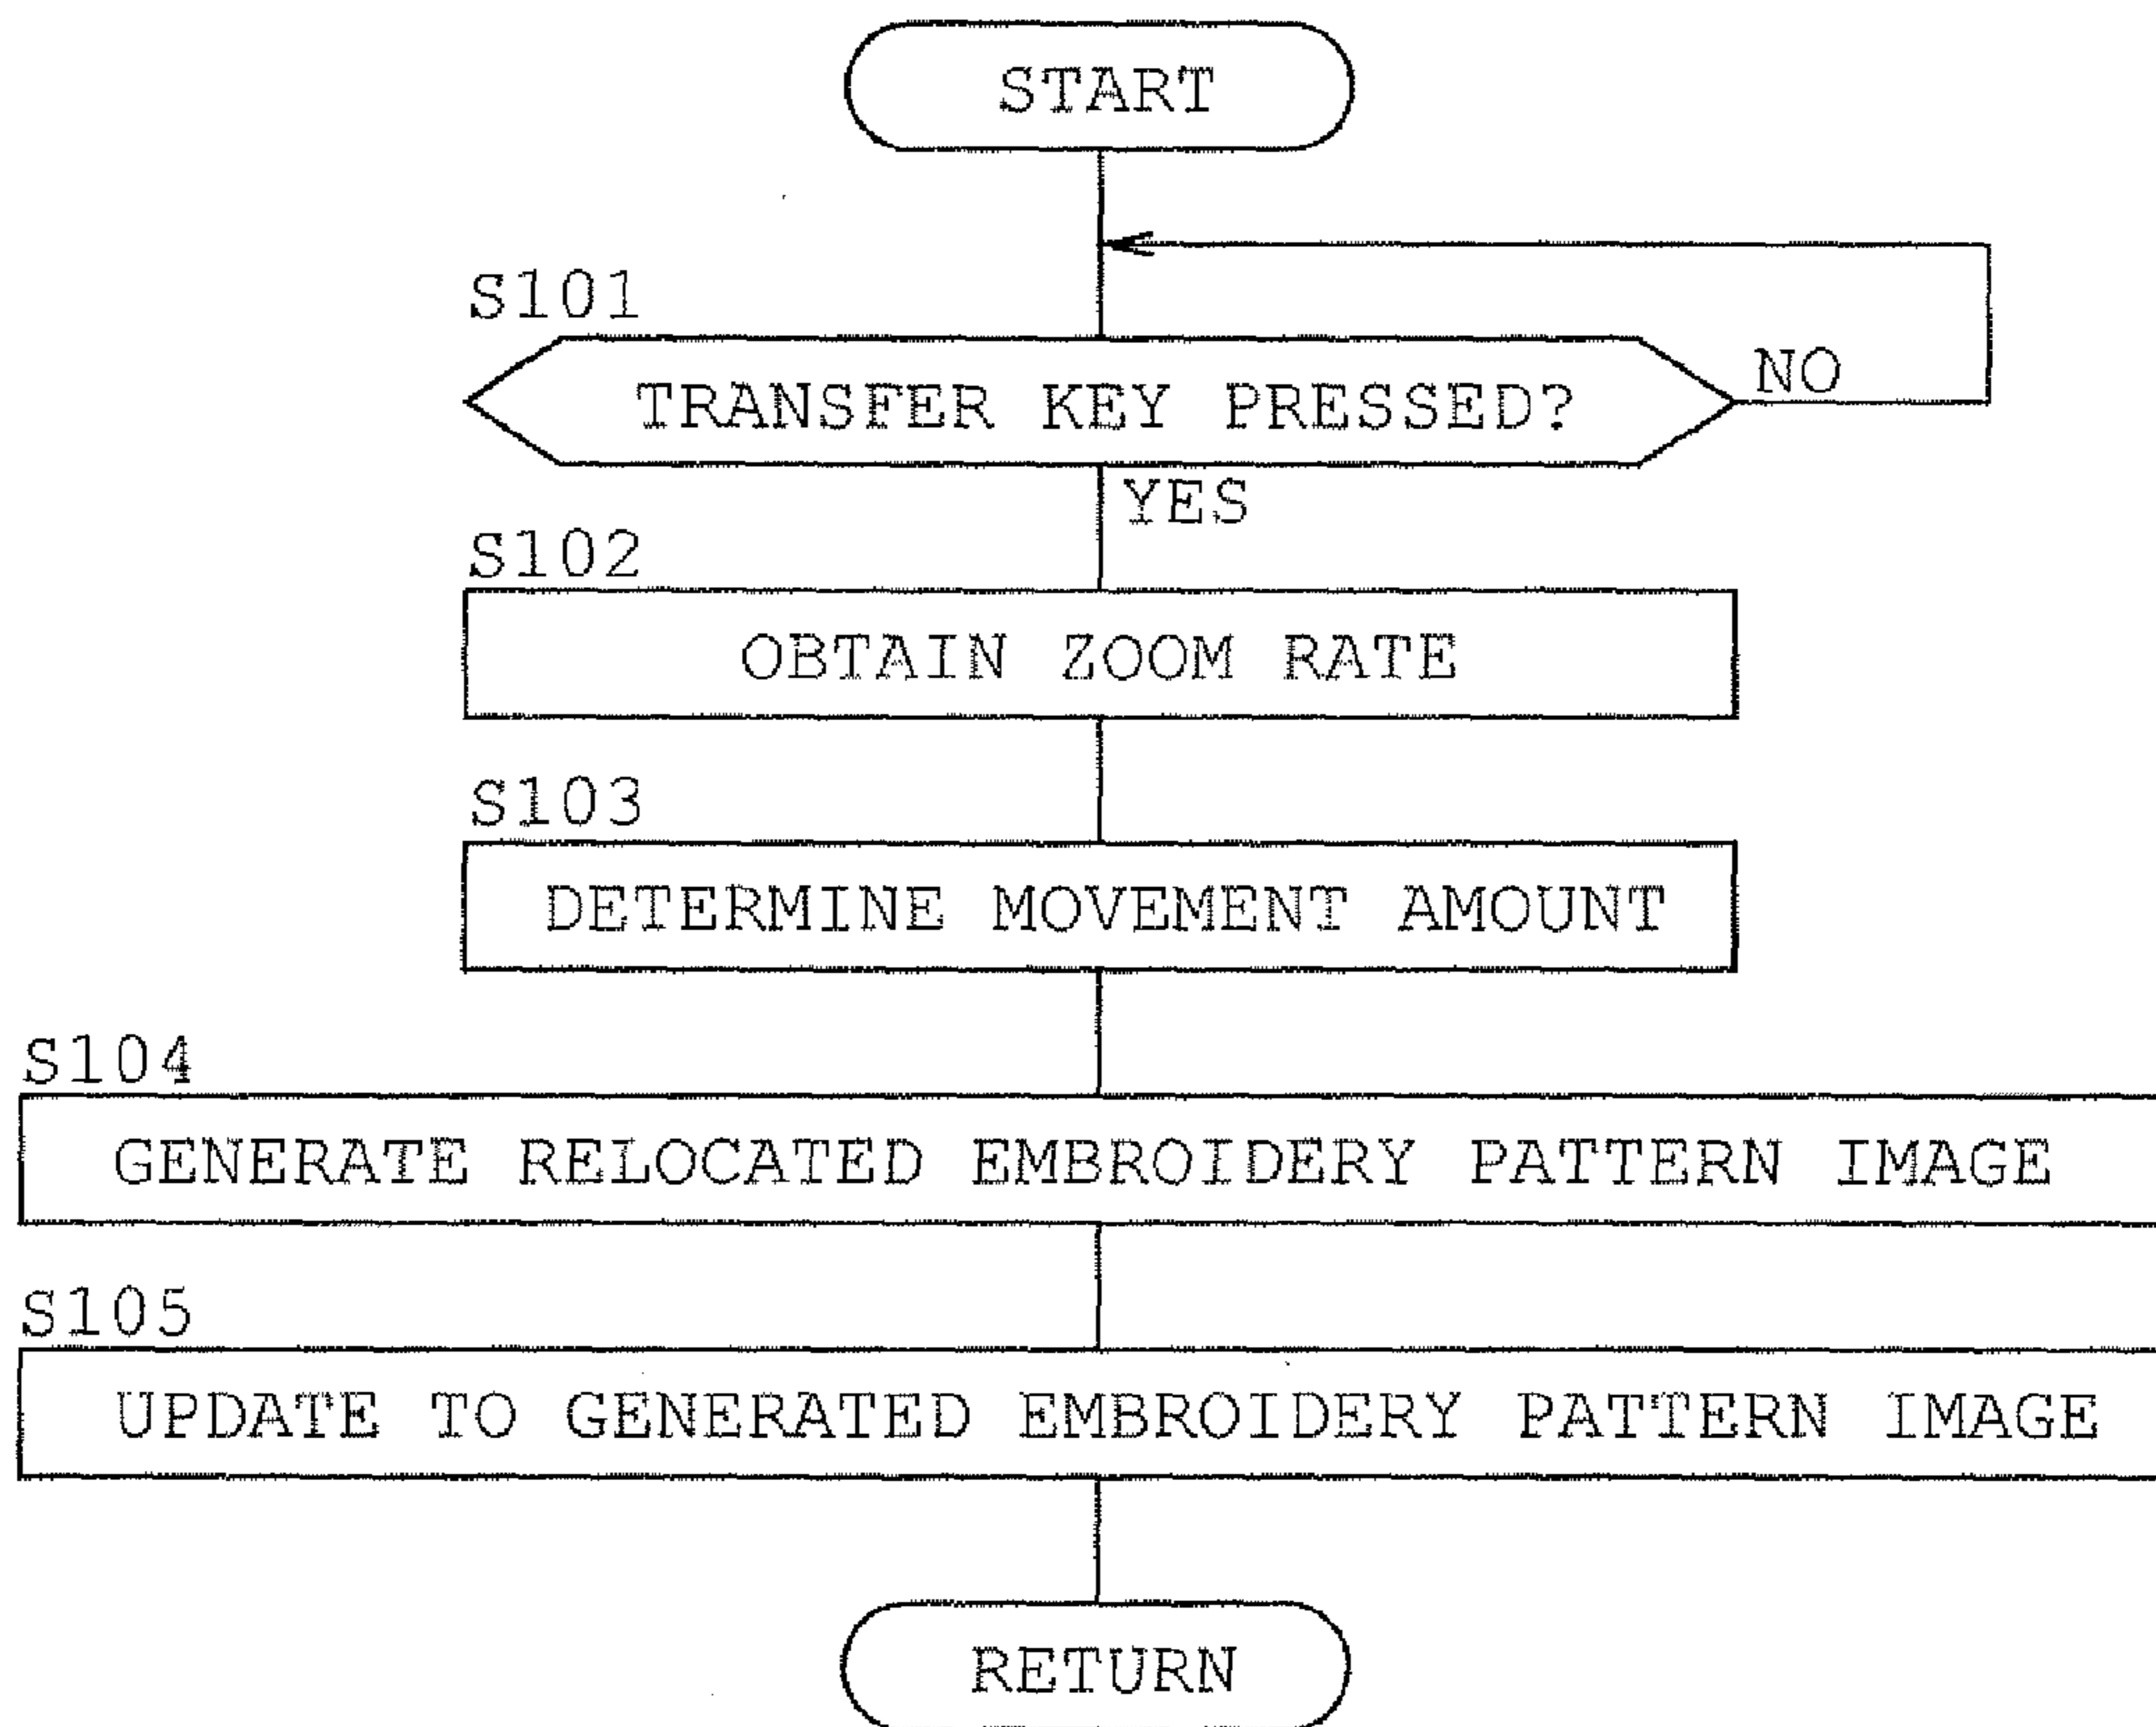 START
S101
TRANSFER KEY PRESSED?
NO
YES
S102
OBTAIN ZOOM RATE
S103
DETERMINE MOVEMENT AMOUNT
S104
GENERATE RELOCATED EMBROIDERY PATTERN IMAGE
S105
UPDATE TO GENERATED EMBROIDERY PATTERN IMAGE
RETURN